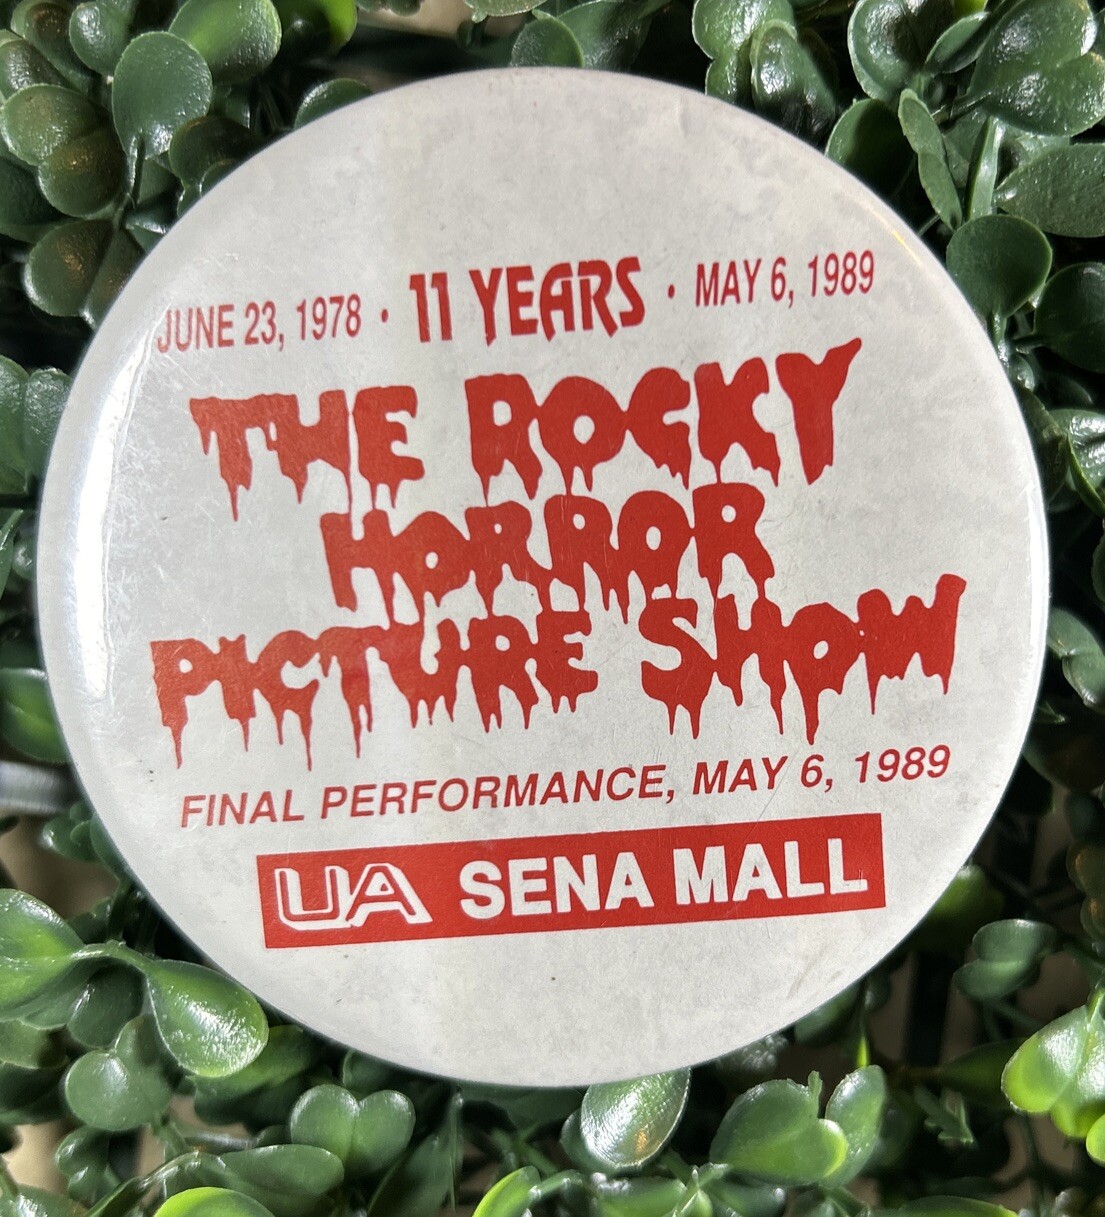 JUNE 23, 1978 · 11 YEARS · MAY 6, 1989
THE ROCKY
HORROR
PICTURE SHOW
FINAL PERFORMANCE, MAY 6, 1989
UA SENA MALL